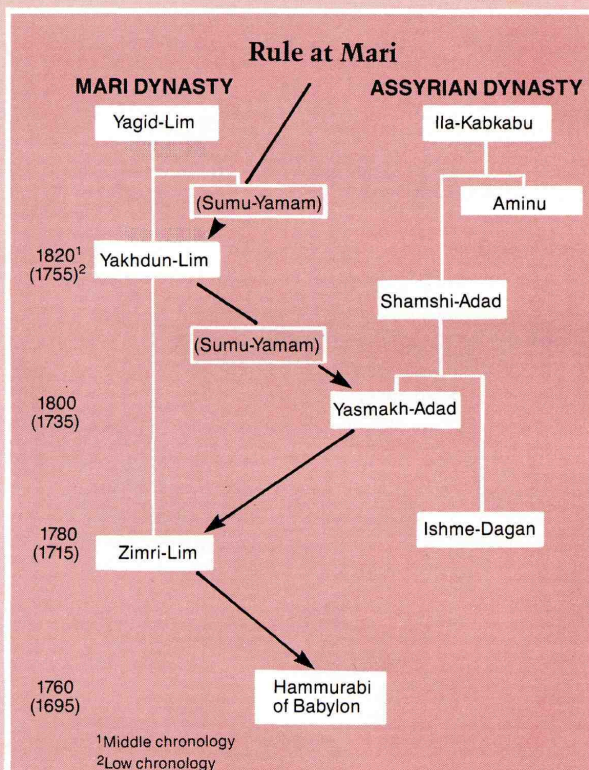 Rule at Mari
MARI DYNASTY
ASSYRIAN DYNASTY
Yagid-Lim
Ila-Kabkabu
(Sumu-Yamam)
Aminu
1820¹
(1755)²
Yakhdun-Lim
Shamshi-Adad
(Sumu-Yamam)
1800
(1735)
Yasmakh-Adad
Ishme-Dagan
1780
(1715)
Zimri-Lim
1760
(1695)
Hammurabi
of Babylon
¹Middle chronology
²Low chronology